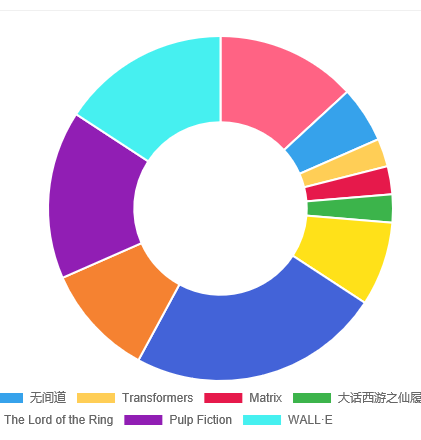 无间道 Transformers Matrix 大话西游之仙履
The Lord of the Ring Pulp Fiction WALL·E